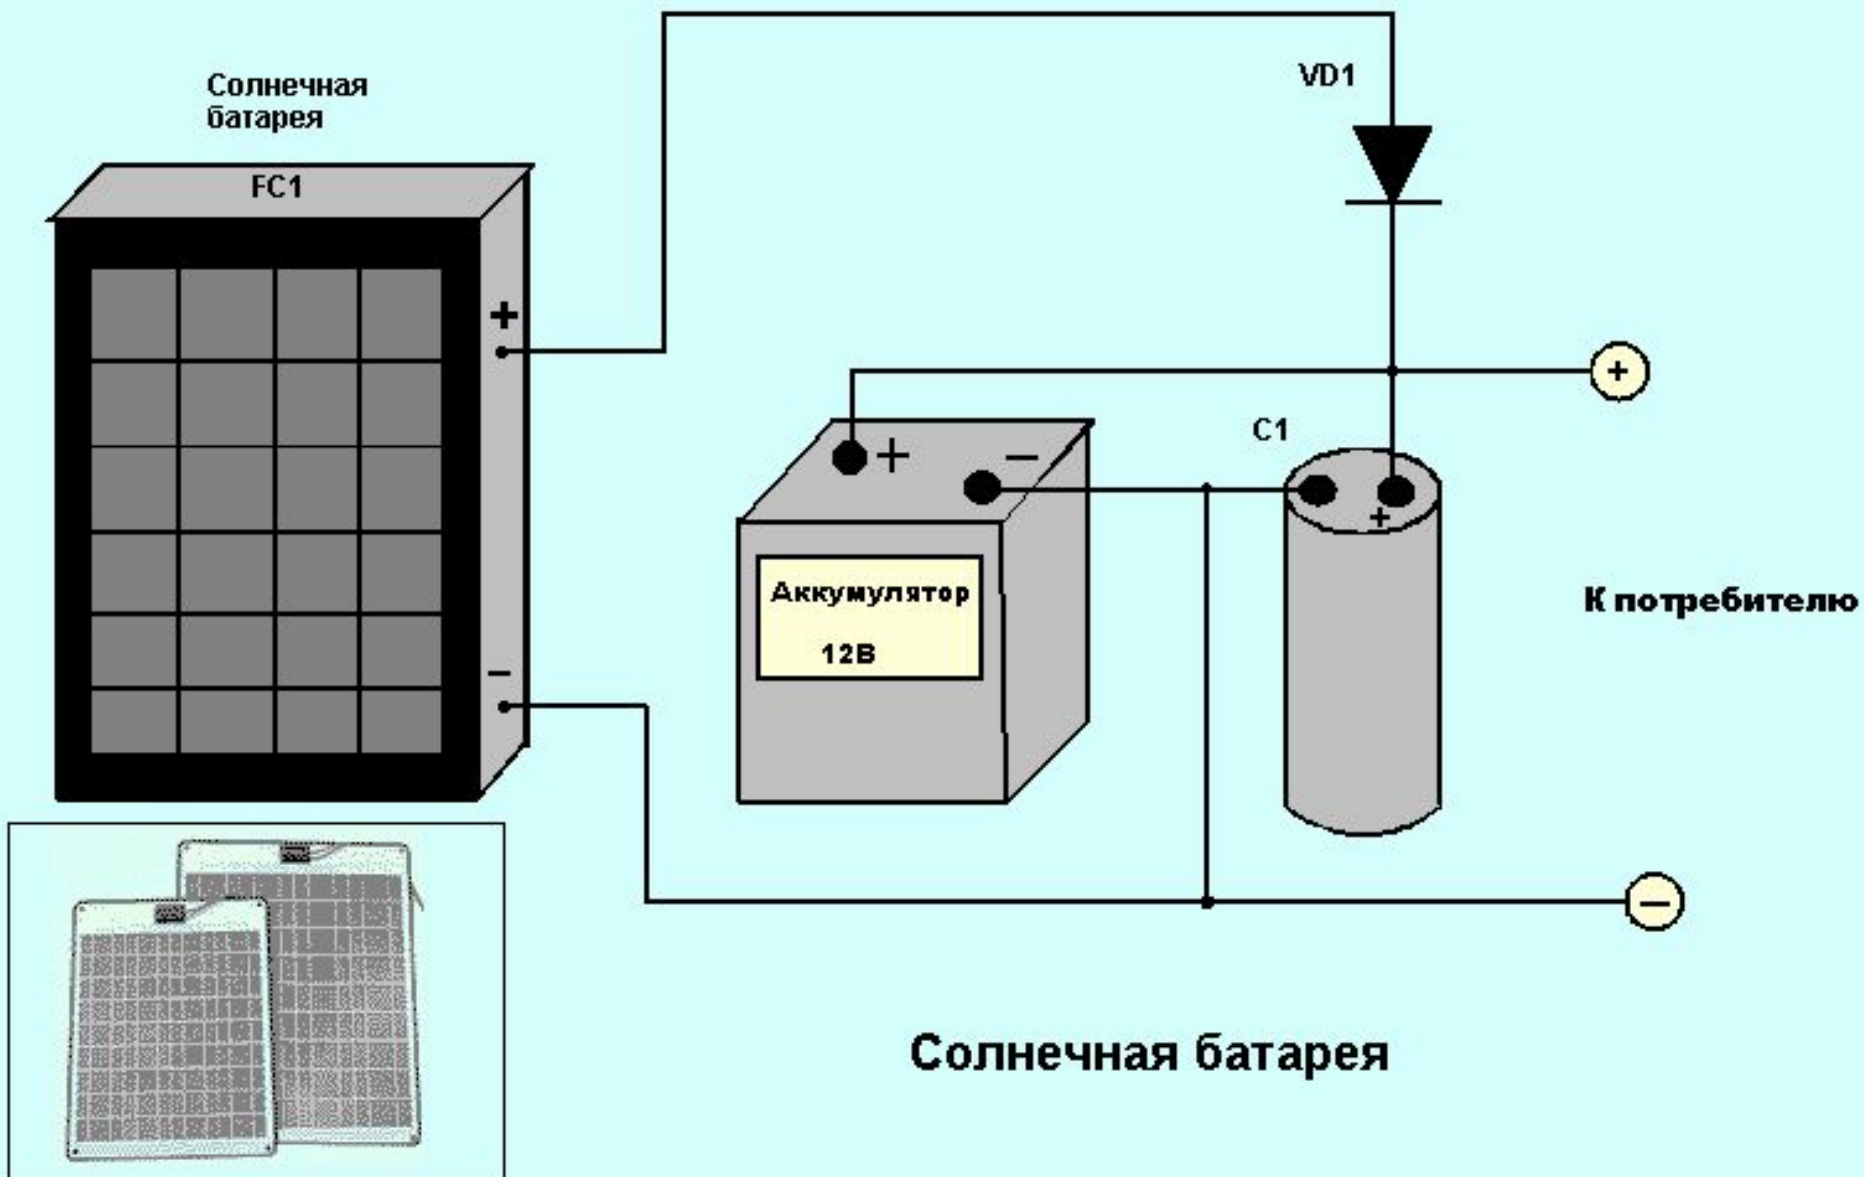 Солнечная
батарея
FC1
VD1
+
+
C1
+ −
+
Аккумулятор
12В
К потребителю
−
−
Солнечная батарея